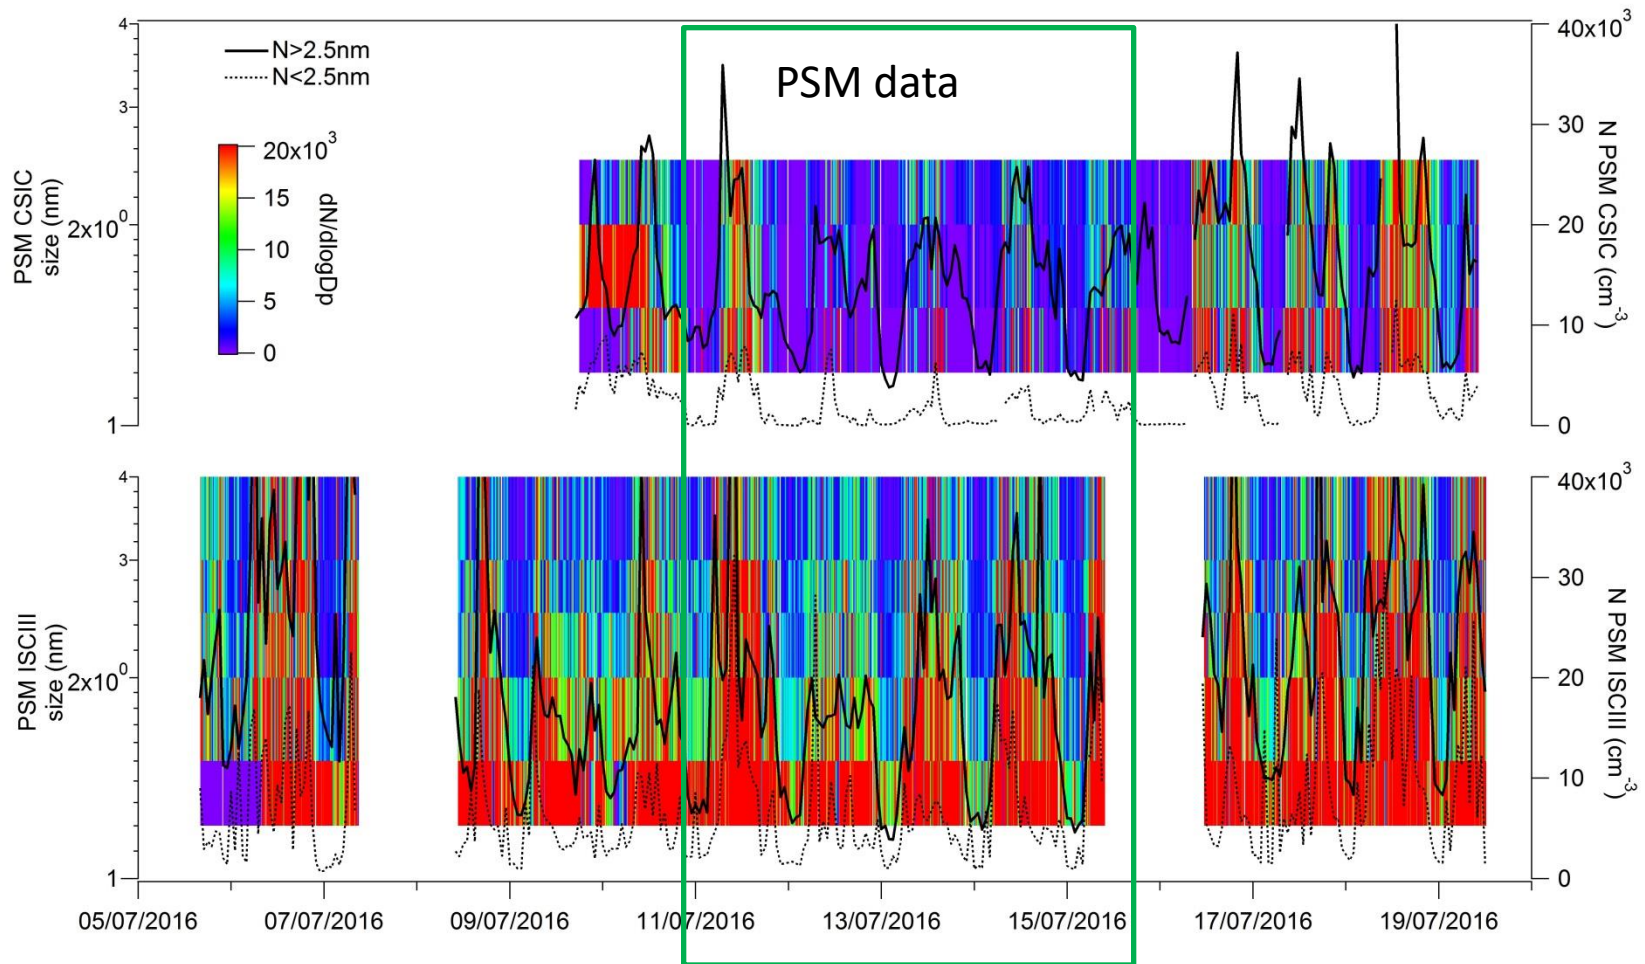 PSM data
N>2.5nm
N<2.5nm
4
3
2x10⁰
1
PSM CSIC
size (nm)
20x10³
15
10
5
0
dN/dlogDp
40x10³
30
20
10
0
N PSM CSIC (cm⁻³)
4
3
2x10⁰
1
PSM ISCIII
size (nm)
40x10³
30
20
10
0
N PSM ISCIII (cm⁻³)
05/07/2016
07/07/2016
09/07/2016
11/07/2016
13/07/2016
15/07/2016
17/07/2016
19/07/2016